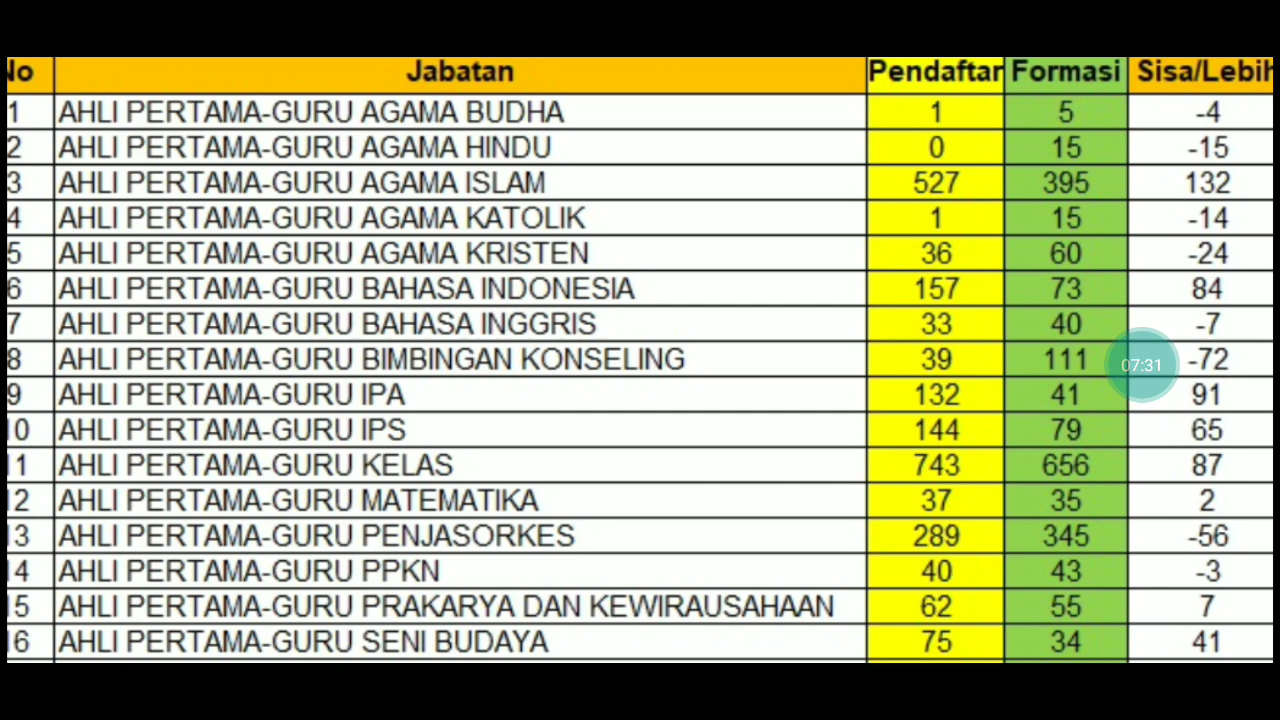 No Jabatan Pendaftar Formasi Sisa/Lebih
1 AHLI PERTAMA-GURU AGAMA BUDHA 1 5 -4
2 AHLI PERTAMA-GURU AGAMA HINDU 0 15 -15
3 AHLI PERTAMA-GURU AGAMA ISLAM 527 395 132
4 AHLI PERTAMA-GURU AGAMA KATOLIK 1 15 -14
5 AHLI PERTAMA-GURU AGAMA KRISTEN 36 60 -24
6 AHLI PERTAMA-GURU BAHASA INDONESIA 157 73 84
7 AHLI PERTAMA-GURU BAHASA INGGRIS 33 40 -7
8 AHLI PERTAMA-GURU BIMBINGAN KONSELING 39 111 -72
07:31
9 AHLI PERTAMA-GURU IPA 132 41 91
10 AHLI PERTAMA-GURU IPS 144 79 65
11 AHLI PERTAMA-GURU KELAS 743 656 87
12 AHLI PERTAMA-GURU MATEMATIKA 37 35 2
13 AHLI PERTAMA-GURU PENJASORKES 289 345 -56
14 AHLI PERTAMA-GURU PPKN 40 43 -3
15 AHLI PERTAMA-GURU PRAKARYA DAN KEWIRAUSAHAAN 62 55 7
16 AHLI PERTAMA-GURU SENI BUDAYA 75 34 41